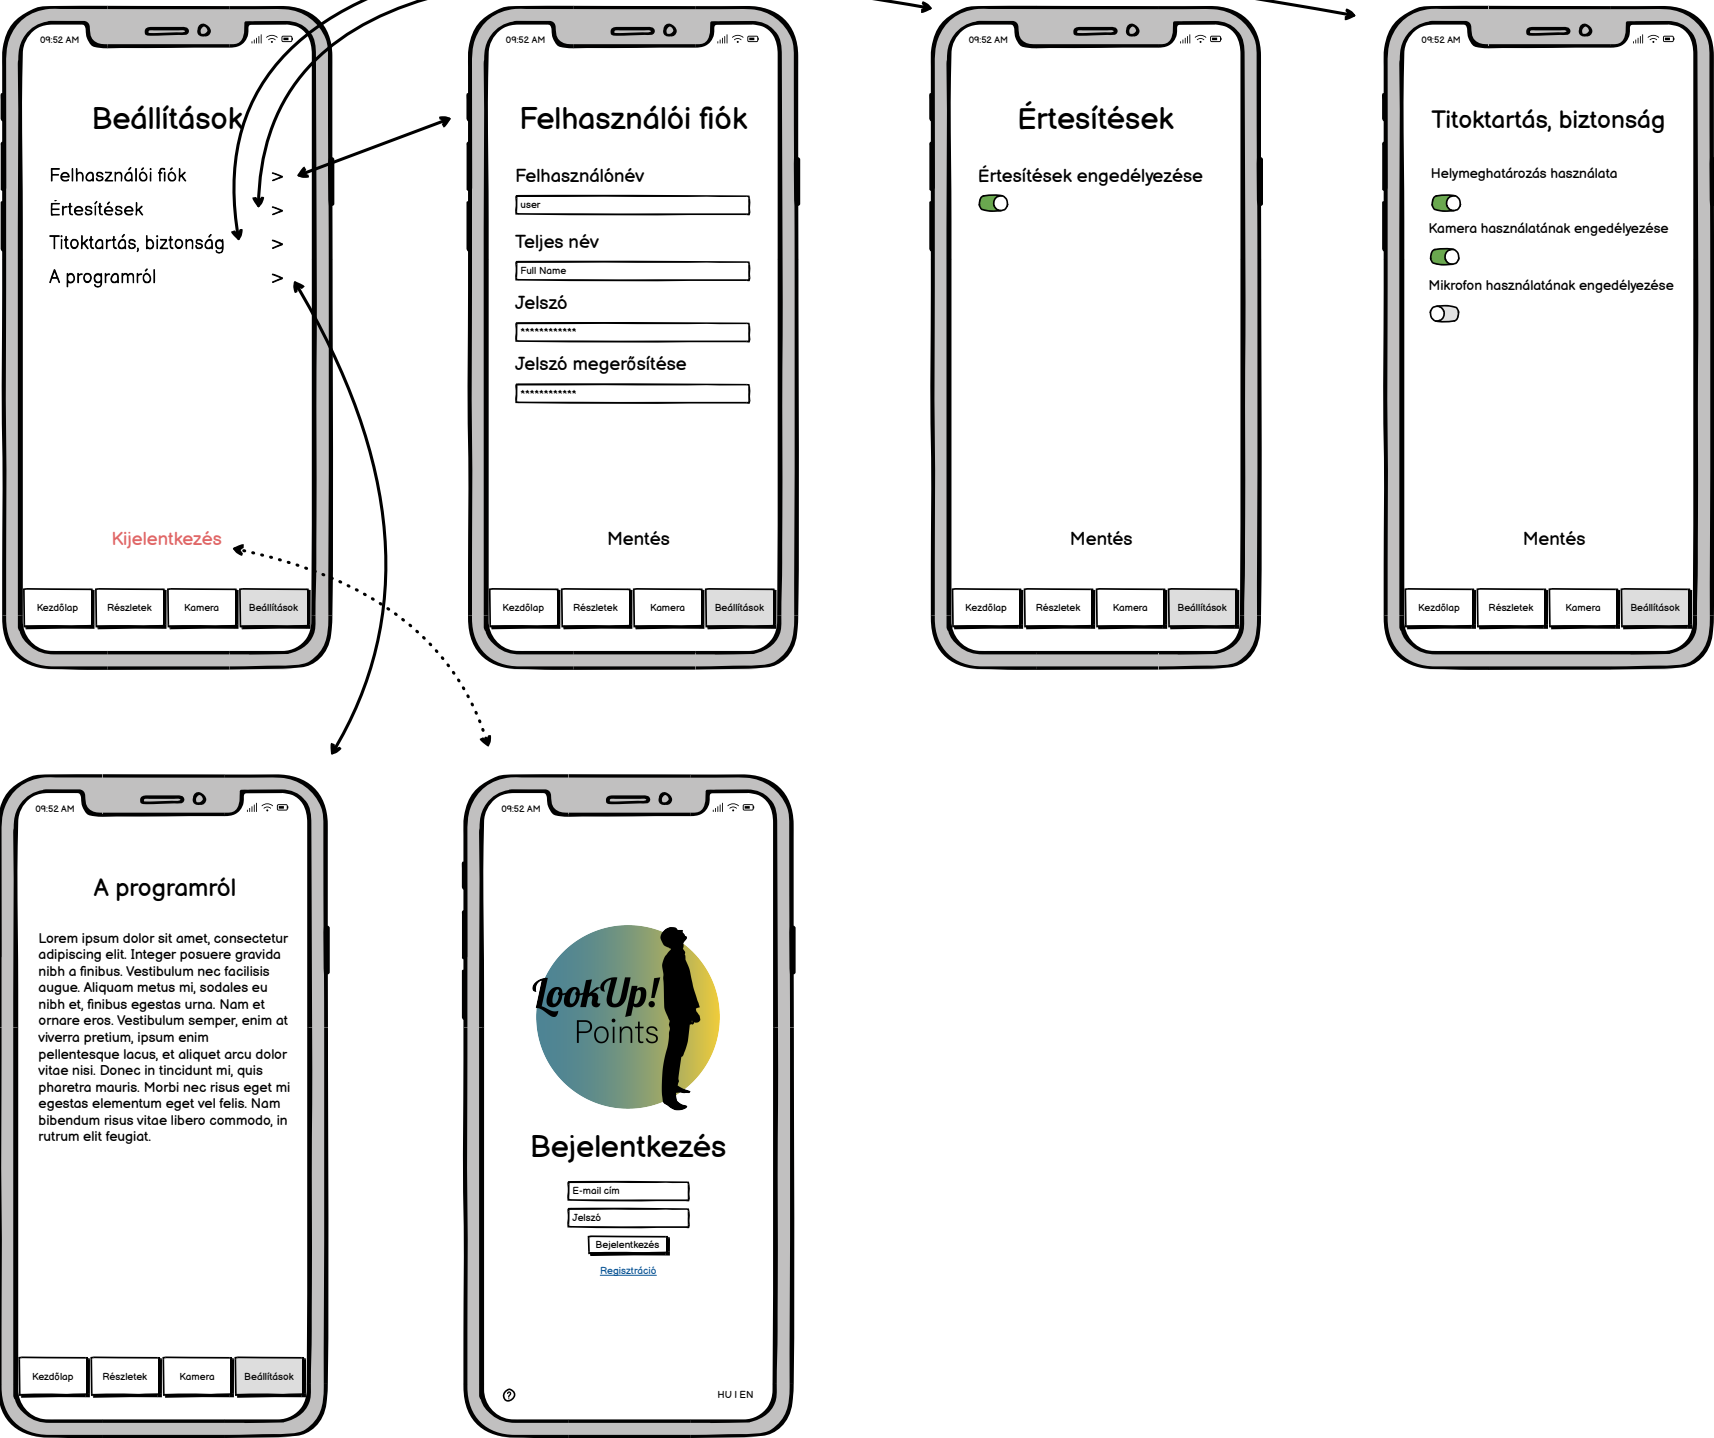 09:52 AM
Beállítások
Felhasználói fiók >
Értesítések >
Titoktartás, biztonság >
A programról >
Kijelentkezés
Kezdőlap Részletek Kamera Beállítások
09:52 AM
Felhasználói fiók
Felhasználónév
user
Teljes név
Full Name
Jelszó
************
Jelszó megerősítése
************
Mentés
Kezdőlap Részletek Kamera Beállítások
09:52 AM
Értesítések
Értesítések engedélyezése
Mentés
Kezdőlap Részletek Kamera Beállítások
09:52 AM
Titoktartás, biztonság
Helymeghatározás használata
Kamera használatának engedélyezése
Mikrofon használatának engedélyezése
Mentés
Kezdőlap Részletek Kamera Beállítások
09:52 AM
A programról
Lorem ipsum dolor sit amet, consectetur
adipiscing elit. Integer posuere gravida
nibh a finibus. Vestibulum nec facilisis
augue. Aliquam metus mi, sodales eu
nibh et, finibus egestas urna. Nam et
ornare eros. Vestibulum semper, enim at
viverra pretium, ipsum enim
pellentesque lacus, et aliquet arcu dolor
vitae nisi. Donec in tincidunt mi, quis
pharetra mauris. Morbi nec risus eget mi
egestas elementum eget vel felis. Nam
bibendum risus vitae libero commodo, in
rutrum elit feugiat.
Kezdőlap Részletek Kamera Beállítások
09:52 AM
LookUp!
Points
Bejelentkezés
E-mail cím
Jelszó
Bejelentkezés
Regisztráció
? HU I EN